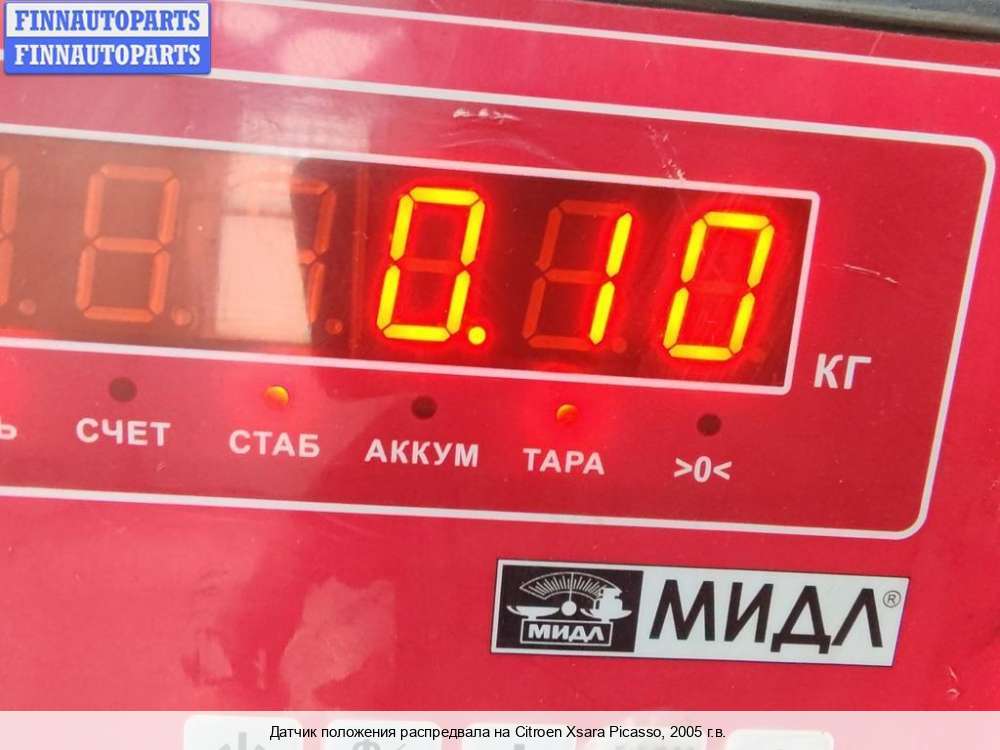 FINNAUTOPARTS
FINNAUTOPARTS
0.10
КГ
Ь СЧЕТ СТАБ АККУМ ТАРА >0<
МИДЛ МИДЛ®
Датчик положения распредвала на Citroen Xsara Picasso, 2005 г.в.